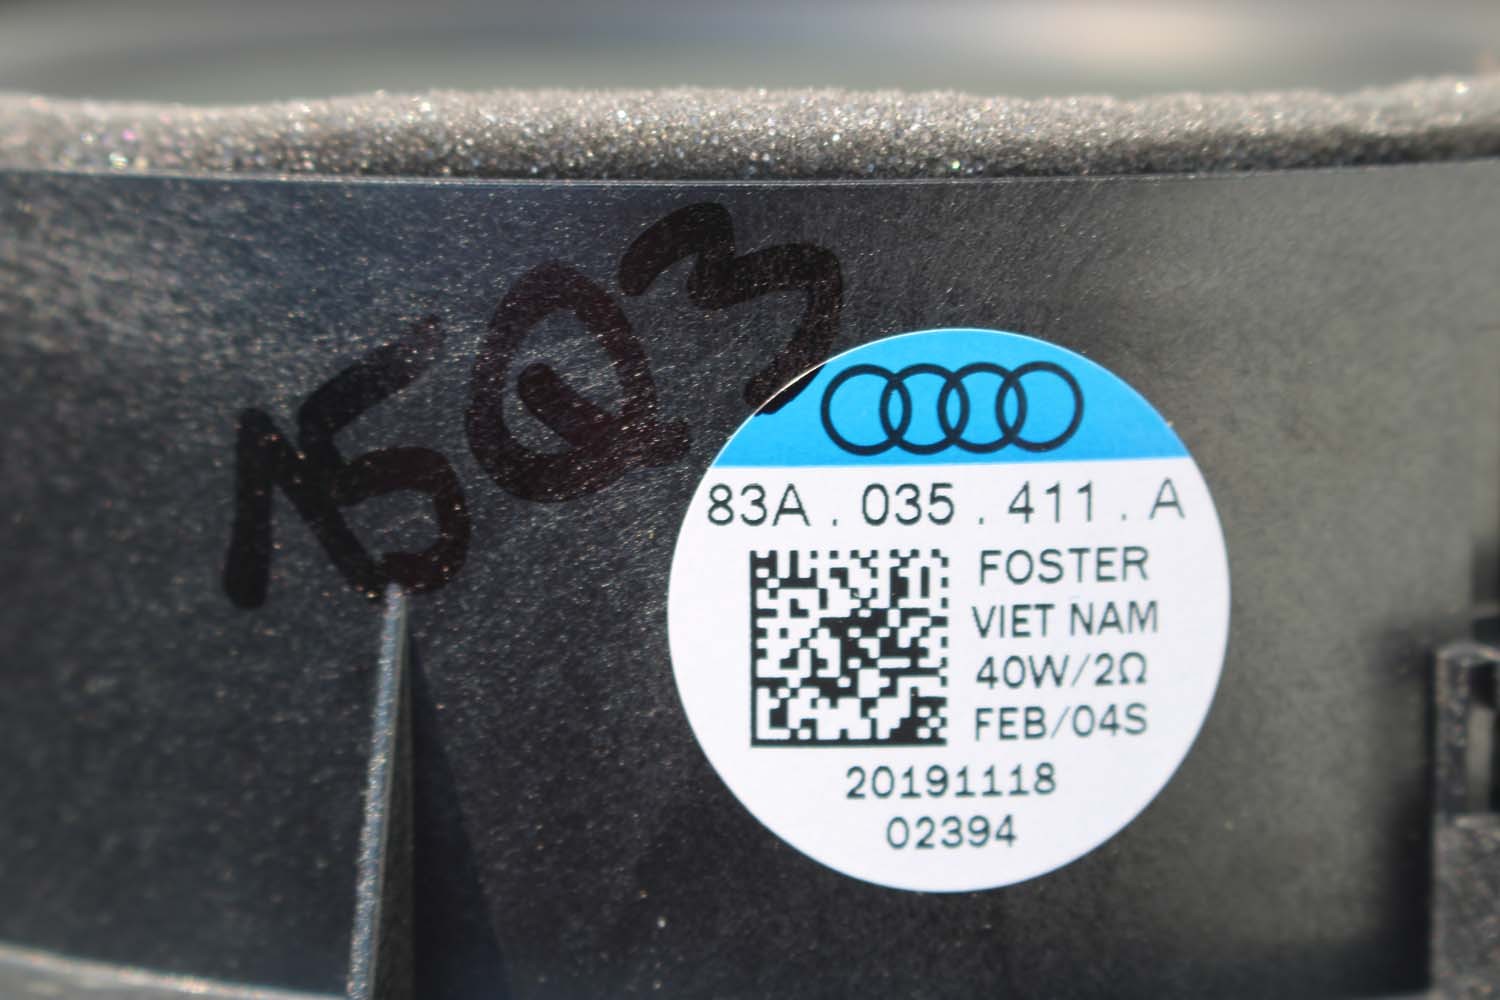 15Q3
83A.035.411.A
FOSTER
VIET NAM
40W/2Ω
FEB/04S
20191118
02394